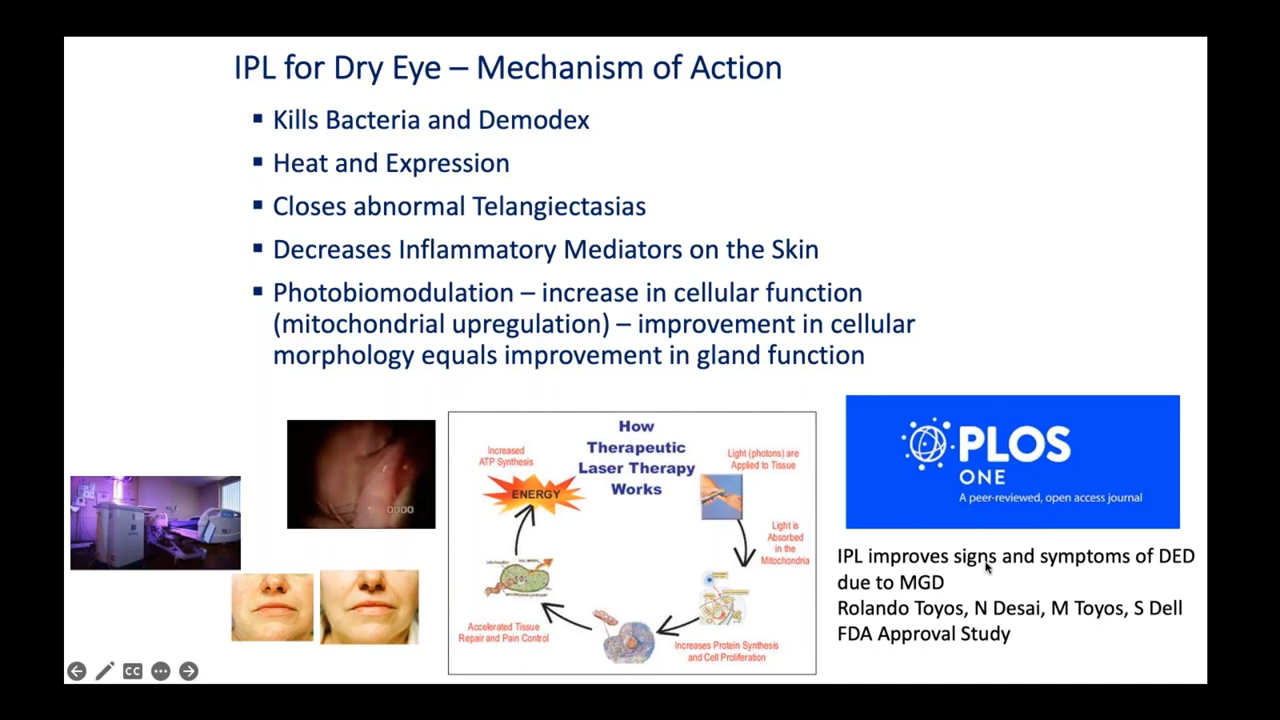 IPL for Dry Eye – Mechanism of Action
▪ Kills Bacteria and Demodex
▪ Heat and Expression
▪ Closes abnormal Telangiectasias
▪ Decreases Inflammatory Mediators on the Skin
▪ Photobiomodulation – increase in cellular function
(mitochondrial upregulation) – improvement in cellular
morphology equals improvement in gland function
How
Therapeutic
Laser Therapy
Works
Light (photons) are
Applied to Tissue
Light is
Absorbed
in the
Mitochondria
Increases Protein Synthesis
and Cell Proliferation
Accelerated Tissue
Repair and Pain Control
Increased
ATP Synthesis
ENERGY
PLOS
ONE
A peer-reviewed, open access journal
IPL improves signs and symptoms of DED
due to MGD
Rolando Toyos, N Desai, M Toyos, S Dell
FDA Approval Study
CC